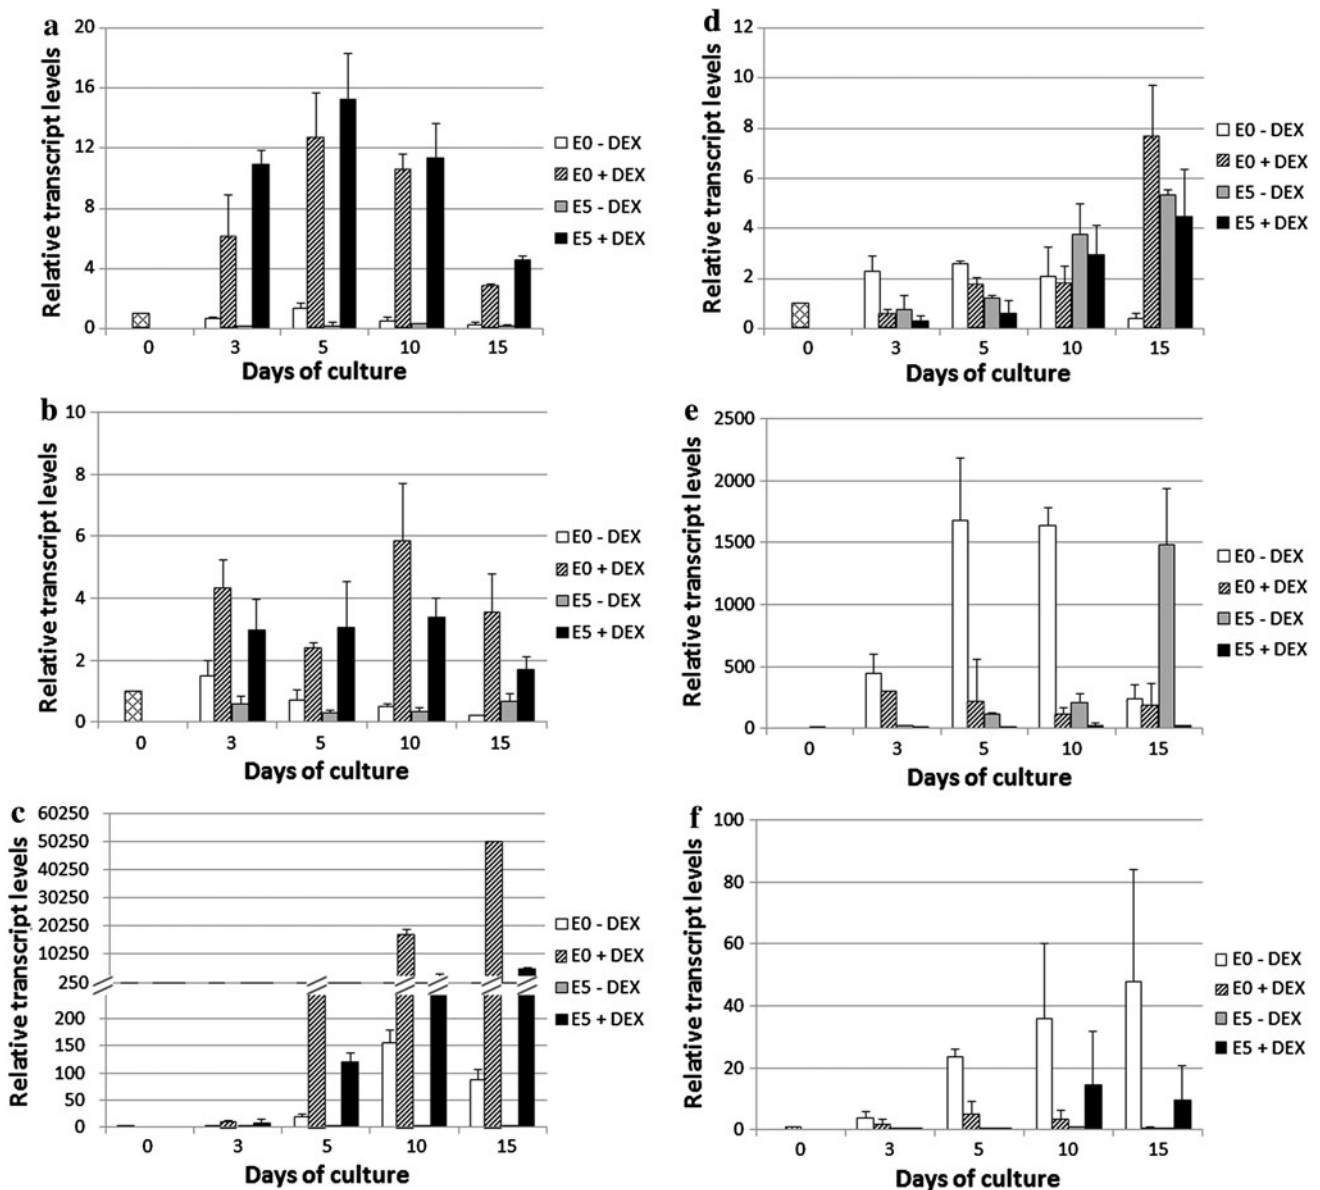 a
Relative transcript levels
20
16
12
8
4
0
0 3 5 10 15
Days of culture
E0 - DEX
E0 + DEX
E5 - DEX
E5 + DEX
b
Relative transcript levels
10
8
6
4
2
0
0 3 5 10 15
Days of culture
E0 - DEX
E0 + DEX
E5 - DEX
E5 + DEX
c
Relative transcript levels
60250
50250
40250
30250
20250
10250
250
200
150
100
50
0
0 3 5 10 15
Days of culture
E0 - DEX
E0 + DEX
E5 - DEX
E5 + DEX
d
Relative transcript levels
12
10
8
6
4
2
0
0 3 5 10 15
Days of culture
E0 - DEX
E0 + DEX
E5 - DEX
E5 + DEX
e
Relative transcript levels
2500
2000
1500
1000
500
0
0 3 5 10 15
Days of culture
E0 - DEX
E0 + DEX
E5 - DEX
E5 + DEX
f
Relative transcript levels
100
80
60
40
20
0
0 3 5 10 15
Days of culture
E0 - DEX
E0 + DEX
E5 - DEX
E5 + DEX